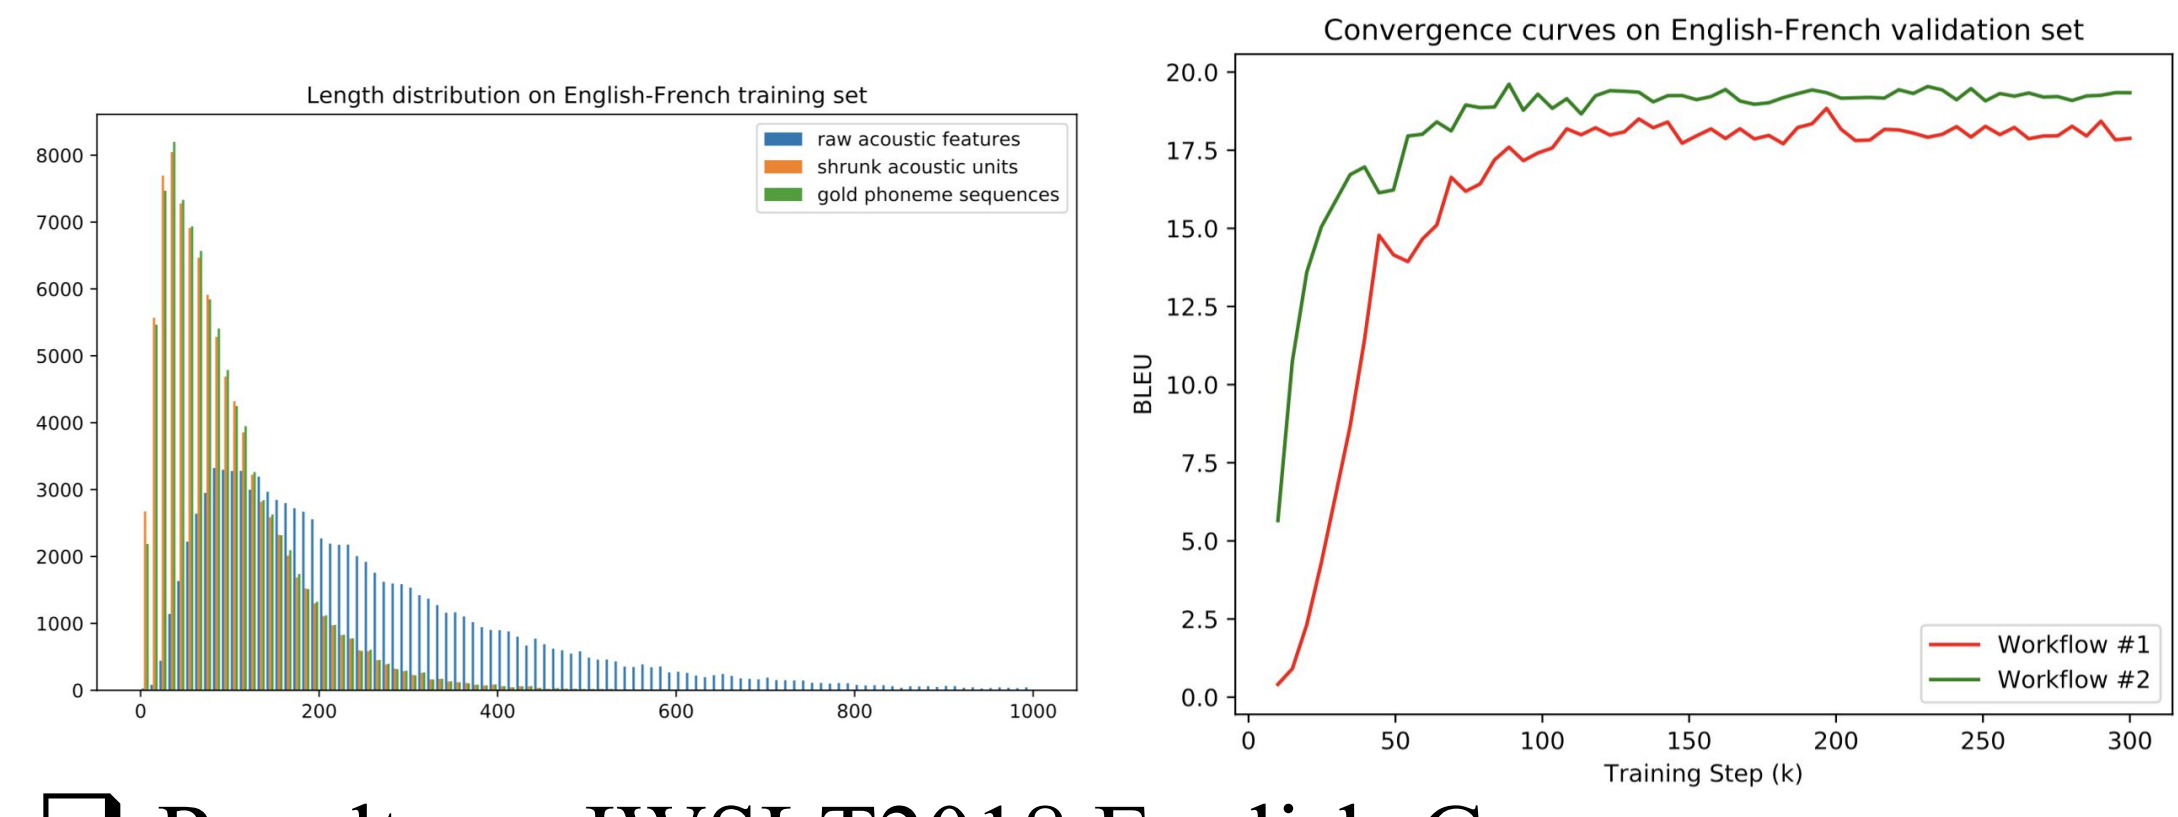 Length distribution on English-French training set
raw acoustic features
shrunk acoustic units
gold phoneme sequences
8000
7000
6000
5000
4000
3000
2000
1000
0
0 200 400 600 800 1000
Convergence curves on English-French validation set
BLEU
20.0
17.5
15.0
12.5
10.0
7.5
5.0
2.5
0.0
Workflow #1
Workflow #2
0 50 100 150 200 250 300
Training Step (k)
IWSLT2018 English